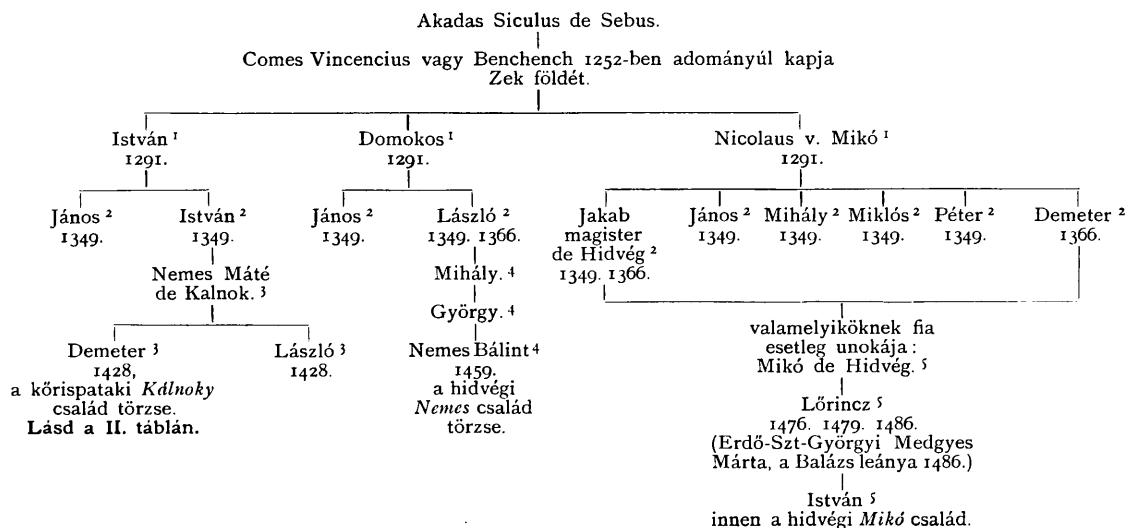 Akadas Siculus de Sebus.
Comes Vincencius vagy Benchench 1252-ben adományúl kapja
Zek földét.
István ¹ Domokos ¹ Nicolaus v. Mikó ¹
1291. 1291. 1291.
János ² István ² János ² László ² Jakab János ² Mihály ² Miklós ² Péter ² Demeter ²
1349. 1349. 1349. 1349. 1366. magister 1349. 1349. 1349. 1349. 1366.
de Hidvég ²
1349. 1366.
Nemes Máté Mihály. ⁴
de Kalnok. ³
György. ⁴
Demeter ³ László ³ Nemes Bálint ⁴
1428, 1428. 1459.
a kőrispataki Kálnoky a hidvégi
család törzse. Nemes család
Lásd a II. táblán. törzse.
valamelyiköknek fia
esetleg unokája :
Mikó de Hidvég. ⁵
Lőrincz ⁵
1476. 1479. 1486.
(Erdő-Szt-Györgyi Medgyes
Márta, a Balázs leánya 1486.)
István ⁵
innen a hidvégi Mikó család.